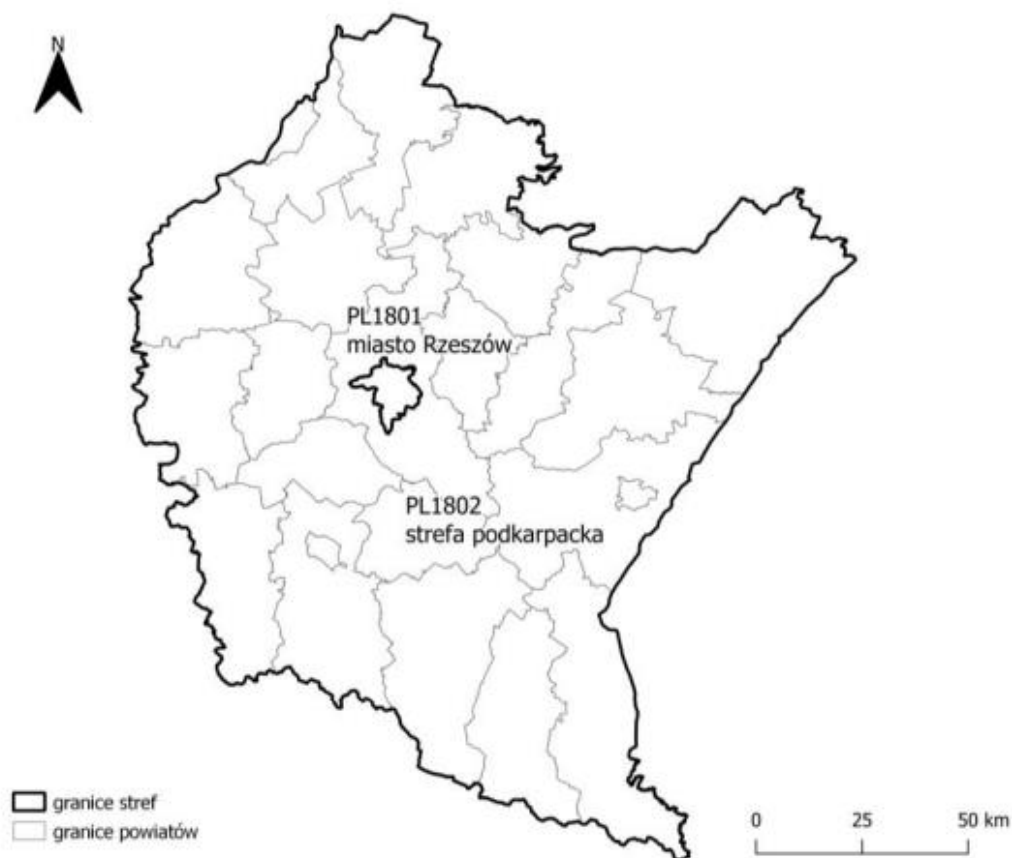 N
PL1801
miasto Rzeszów
PL1802
strefa podkarpacka
granice stref
granice powiatów
0 25 50 km